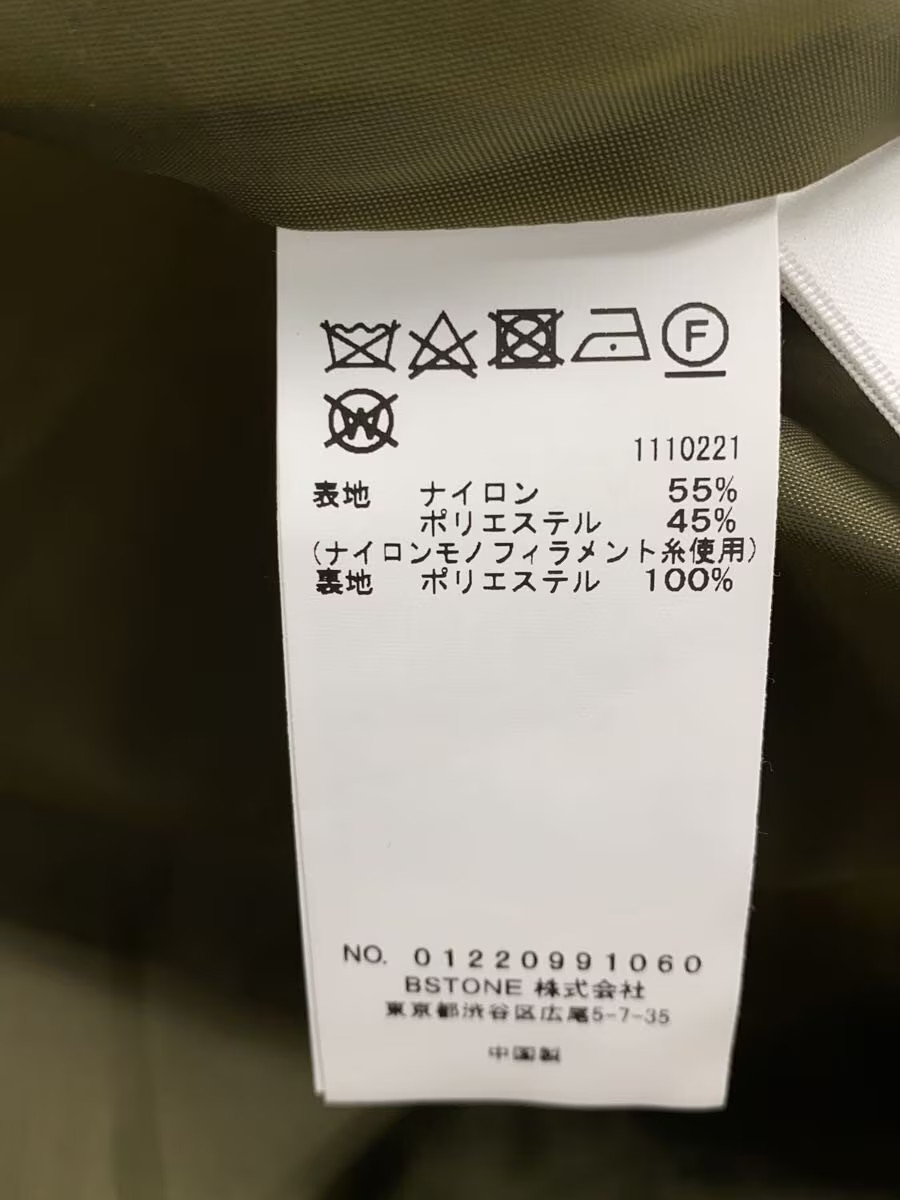 F
W
1110221
表地 ナイロン 55%
ポリエステル 45%
(ナイロンモノフィラメント糸使用)
裏地 ポリエステル 100%
NO. 01220991060
BSTONE 株式会社
東京都渋谷区広尾5-7-35
中国製